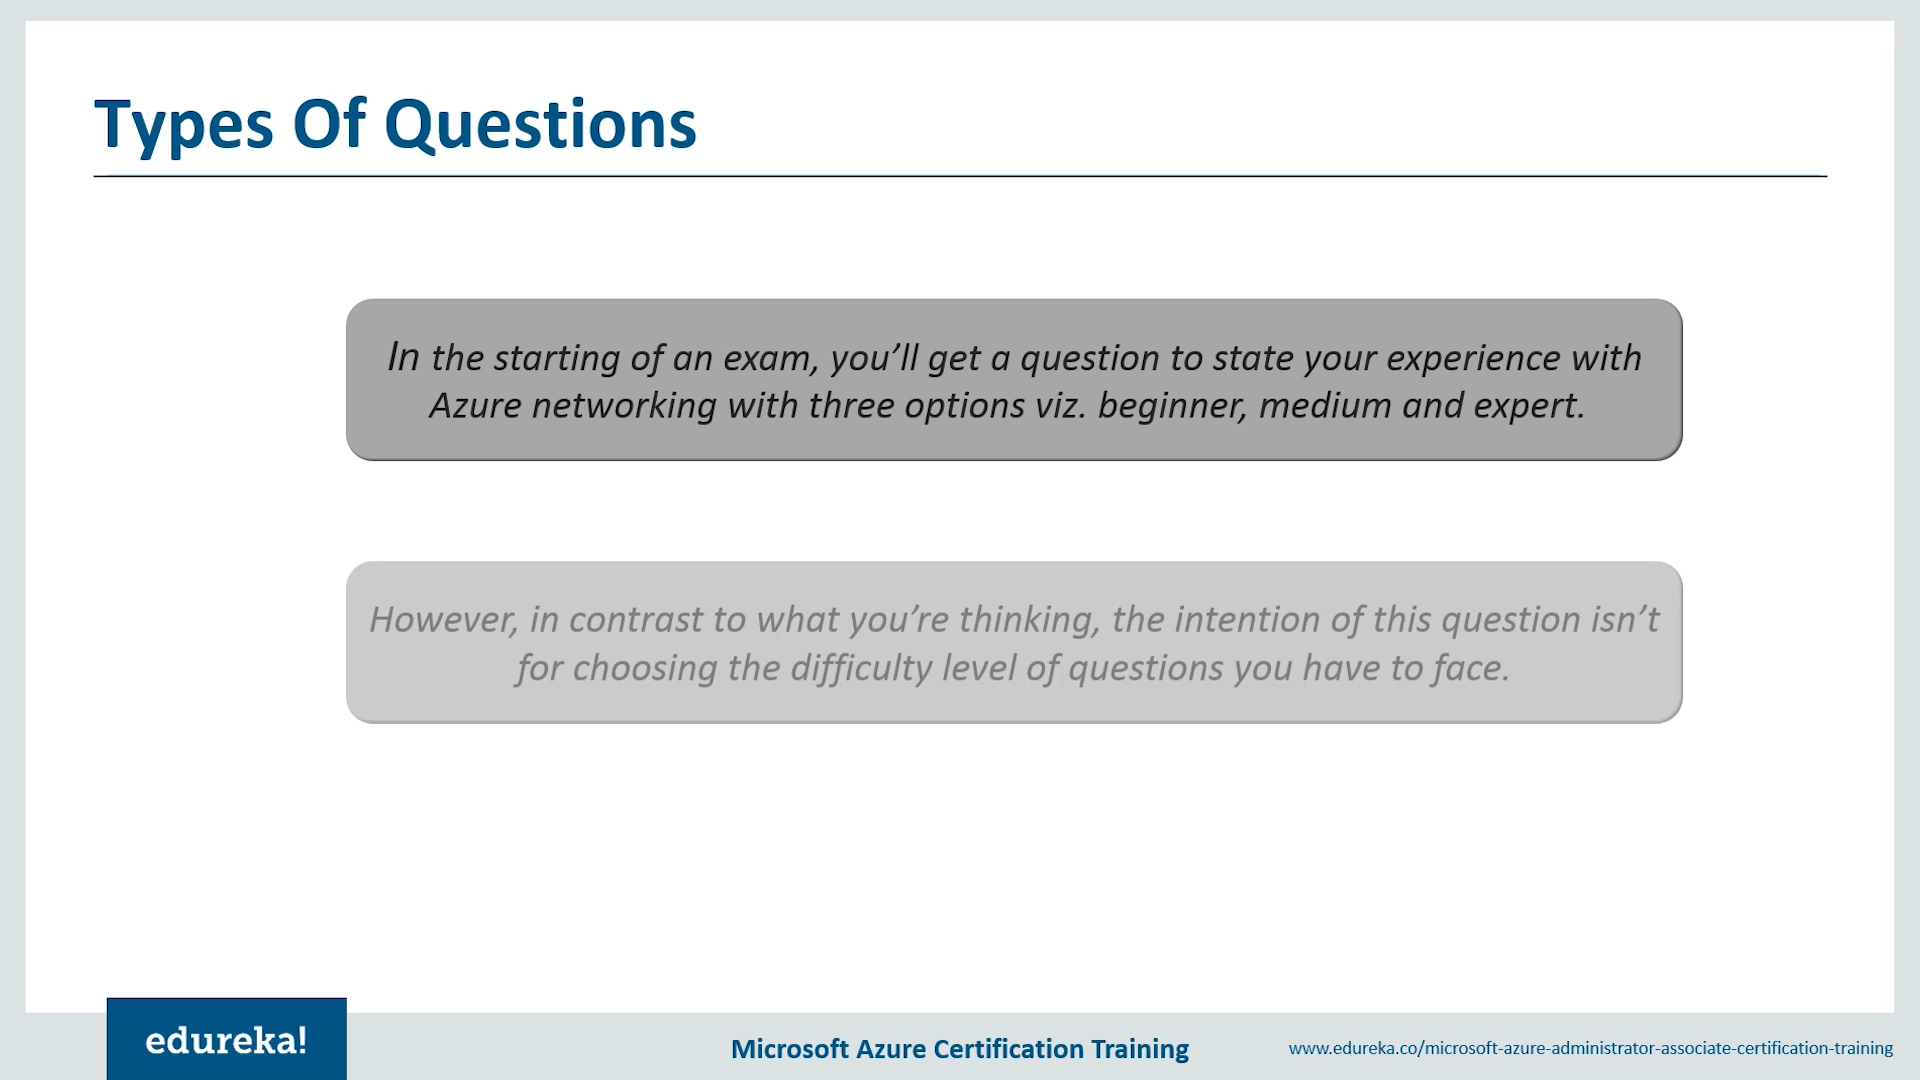 Types Of Questions
In the starting of an exam, you’ll get a question to state your experience with
Azure networking with three options viz. beginner, medium and expert.
However, in contrast to what you’re thinking, the intention of this question isn’t
for choosing the difficulty level of questions you have to face.
edureka!
Microsoft Azure Certification Training
www.edureka.co/microsoft-azure-administrator-associate-certification-training